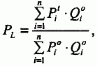 P_L = \frac{\sum_{i=1}^{n} P_i^t \cdot Q_i^o}{\sum_{i=1}^{n} P_i^o \cdot Q_i^o},